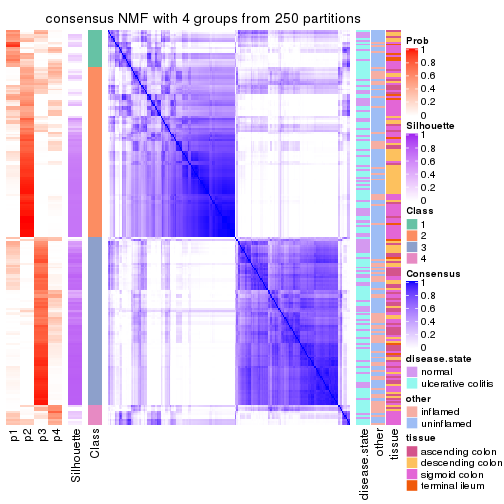 consensus NMF with 4 groups from 250 partitions
Prob
1
0.8
0.6
0.4
0.2
0
Silhouette
1
0.8
0.6
0.4
0.2
0
Class
1
2
3
4
Consensus
1
0.8
0.6
0.4
0.2
0
disease.state
normal
ulcerative colitis
other
inflamed
uninflamed
tissue
ascending colon
descending colon
sigmoid colon
terminal ileum
p1
p2
p3
p4
Silhouette
Class
disease.state
other
tissue